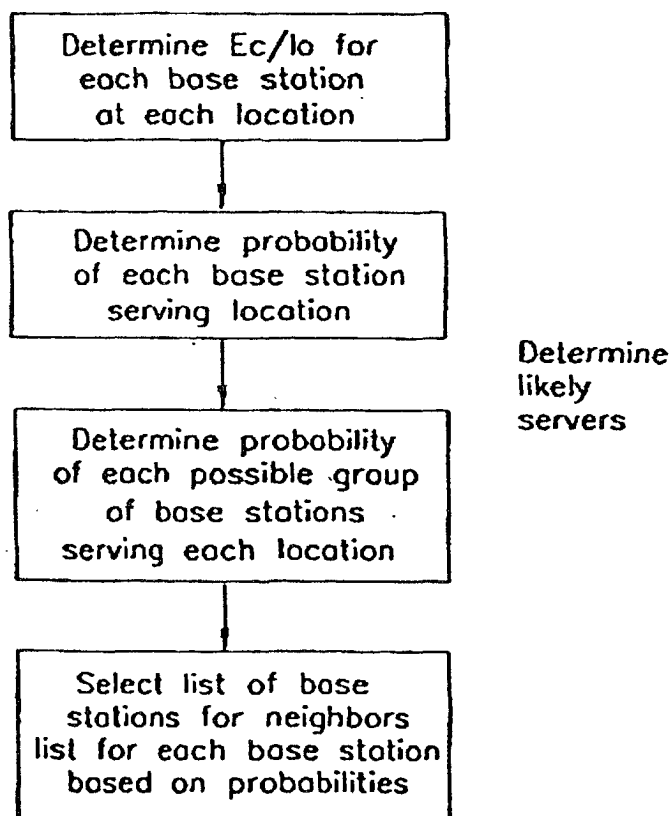 Determine Ec/Io for
each base station
at each location
Determine probability
of each base station
serving location
Determine
likely
servers
Determine probability
of each possible group
of base stations
serving each location
Select list of base
stations for neighbors
list for each base station
based on probabilities